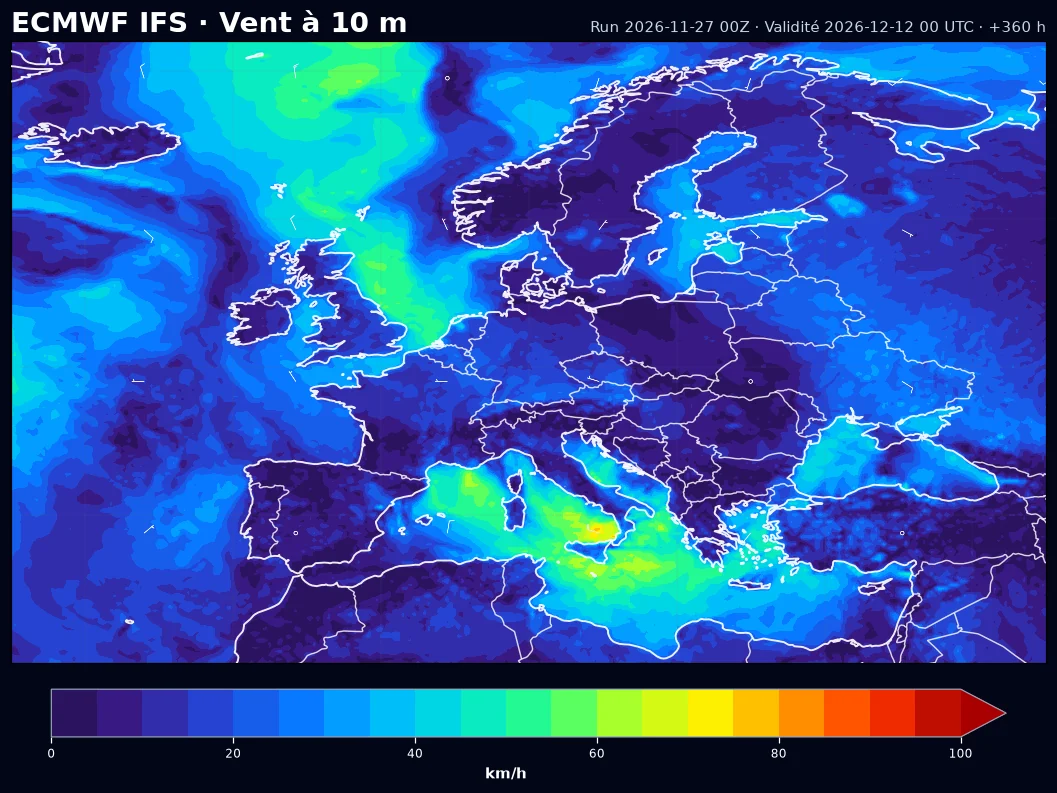 ECMWF IFS · Vent à 10 m
Run 2026-11-27 00Z · Validité 2026-12-12 00 UTC · +360 h
0 20 40 60 80 100
km/h